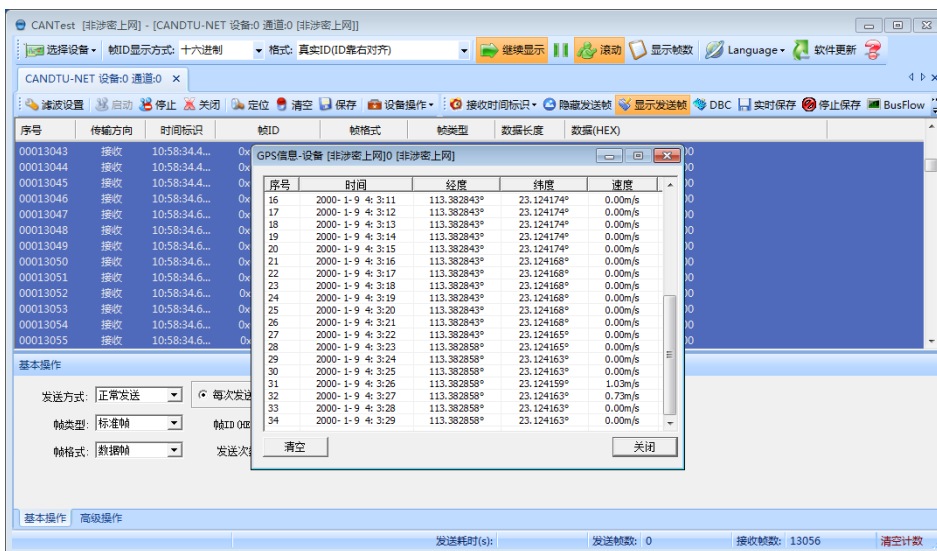 CANTest [非涉密上网] - [CANDTU-NET 设备:0 通道:0 [非涉密上网]]
选择设备 帧ID显示方式: 十六进制 格式: 真实ID(ID靠右对齐) 继续显示 滚动 显示帧数 Language 软件更新
CANDTU-NET 设备:0 通道:0 ×
滤波设置 启动 停止 关闭 定位 清空 保存 设备操作 接收时间标识 隐藏发送帧 显示发送帧 DBC 实时保存 停止保存 BusFlow
序号 传输方向 时间标识 帧ID 帧格式 帧类型 数据长度 数据(HEX)
00013043 接收 10:58:34.4... 0x 00
00013044 接收 10:58:34.4... 0x 00
00013045 接收 10:58:34.4... 0x 00
00013046 接收 10:58:34.6... 0x 00
00013047 接收 10:58:34.6... 0x 00
00013048 接收 10:58:34.6... 0x 00
00013049 接收 10:58:34.6... 0x 00
00013050 接收 10:58:34.6... 0x 00
00013051 接收 10:58:34.6... 0x 00
00013052 接收 10:58:34.6... 0x 00
00013053 接收 10:58:34.6... 0x 00
00013054 接收 10:58:34.6... 0x 00
00013055 接收 10:58:34.6... 0x 00
GPS信息-设备 [非涉密上网]0 [非涉密上网]
序号 时间 经度 纬度 速度
16 2000- 1- 9 4: 3:11 113.382843° 23.124174° 0.00m/s
17 2000- 1- 9 4: 3:12 113.382843° 23.124174° 0.00m/s
18 2000- 1- 9 4: 3:13 113.382843° 23.124174° 0.00m/s
19 2000- 1- 9 4: 3:14 113.382843° 23.124174° 0.00m/s
20 2000- 1- 9 4: 3:15 113.382843° 23.124174° 0.00m/s
21 2000- 1- 9 4: 3:16 113.382843° 23.124168° 0.00m/s
22 2000- 1- 9 4: 3:17 113.382843° 23.124168° 0.00m/s
23 2000- 1- 9 4: 3:18 113.382843° 23.124168° 0.00m/s
24 2000- 1- 9 4: 3:19 113.382843° 23.124168° 0.00m/s
25 2000- 1- 9 4: 3:20 113.382843° 23.124168° 0.00m/s
26 2000- 1- 9 4: 3:21 113.382843° 23.124168° 0.00m/s
27 2000- 1- 9 4: 3:22 113.382843° 23.124165° 0.00m/s
28 2000- 1- 9 4: 3:23 113.382858° 23.124165° 0.00m/s
29 2000- 1- 9 4: 3:24 113.382858° 23.124163° 0.00m/s
30 2000- 1- 9 4: 3:25 113.382858° 23.124163° 0.00m/s
31 2000- 1- 9 4: 3:26 113.382858° 23.124159° 1.03m/s
32 2000- 1- 9 4: 3:27 113.382858° 23.124163° 0.73m/s
33 2000- 1- 9 4: 3:28 113.382858° 23.124163° 0.00m/s
34 2000- 1- 9 4: 3:29 113.382858° 23.124163° 0.00m/s
清空 关闭
基本操作
发送方式: 正常发送 每次发送
帧类型: 标准帧 帧ID(HE
帧格式: 数据帧 发送次
基本操作 高级操作
发送耗时(s): 发送帧数: 0 接收帧数: 13056 清空计数